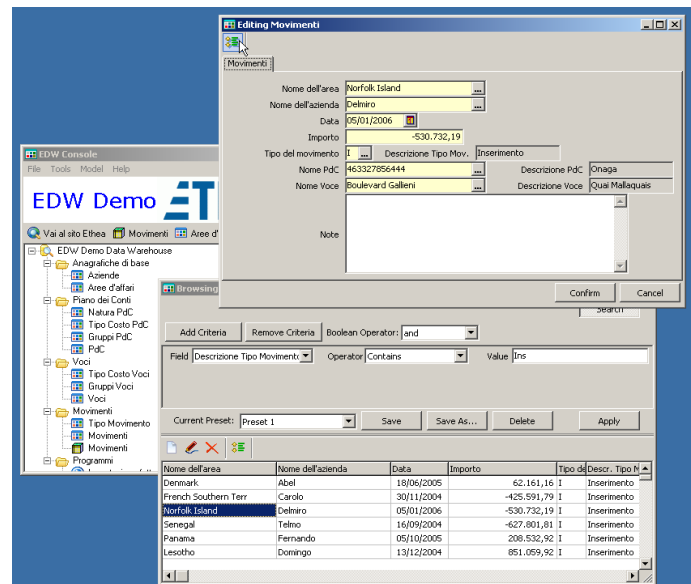 Editing Movimenti
Movimenti
Nome dell'area Norfolk Island ...
Nome dell'azienda Delmiro ...
Data 05/01/2006
Importo -530.732,19
Tipo del movimento I ... Descrizione Tipo Mov. Inserimento
Nome PdC 463327856444 ... Descrizione PdC Onaga
Nome Voce Boulevard Gallieni ... Descrizione Voce Quai Mallaquais
Note
Confirm Cancel
EDW Console
File Tools Model Help
EDW Demo
Vai al sito Ethea Movimenti Aree d'
EDW Demo Data Warehouse
Anagrafiche di base
Aziende
Aree d'affari
Piano dei Conti
Natura PdC
Tipo Costo PdC
Gruppi PdC
PdC
Voci
Tipo Costo Voci
Gruppi Voci
Voci
Movimenti
Tipo Movimento
Movimenti
Movimenti
Programmi
Browsing
Search
Add Criteria Remove Criteria Boolean Operator: and
Field Descrizione Tipo Movimento Operator Contains Value Ins
Current Preset: Preset 1 Save Save As... Delete Apply
Nome dell'area Nome dell'azienda Data Importo Tipo de Descr. Tipo M
Denmark Abel 18/06/2005 62.161,16 I Inserimento
French Southern Terr Carolo 30/11/2004 -425.591,79 I Inserimento
Norfolk Island Delmiro 05/01/2006 -530.732,19 I Inserimento
Senegal Telmo 16/09/2004 -627.801,81 I Inserimento
Panama Fernando 05/10/2005 208.532,92 I Inserimento
Lesotho Domingo 13/12/2004 851.059,92 I Inserimento